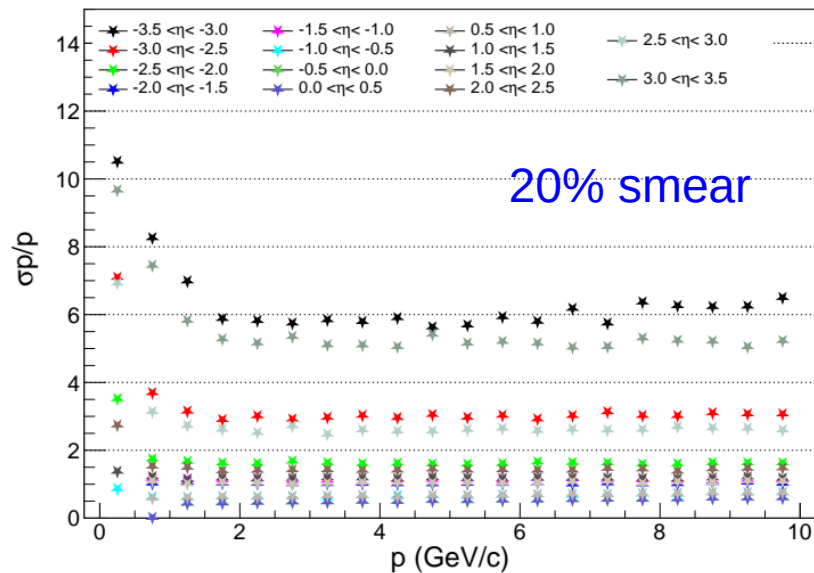 -3.5 <η< -3.0
-3.0 <η< -2.5
-2.5 <η< -2.0
-2.0 <η< -1.5
-1.5 <η< -1.0
-1.0 <η< -0.5
-0.5 <η< 0.0
0.0 <η< 0.5
0.5 <η< 1.0
1.0 <η< 1.5
1.5 <η< 2.0
2.0 <η< 2.5
2.5 <η< 3.0
3.0 <η< 3.5
20% smear
σp/p
14
12
10
8
6
4
2
0
0 2 4 6 8 10
p (GeV/c)